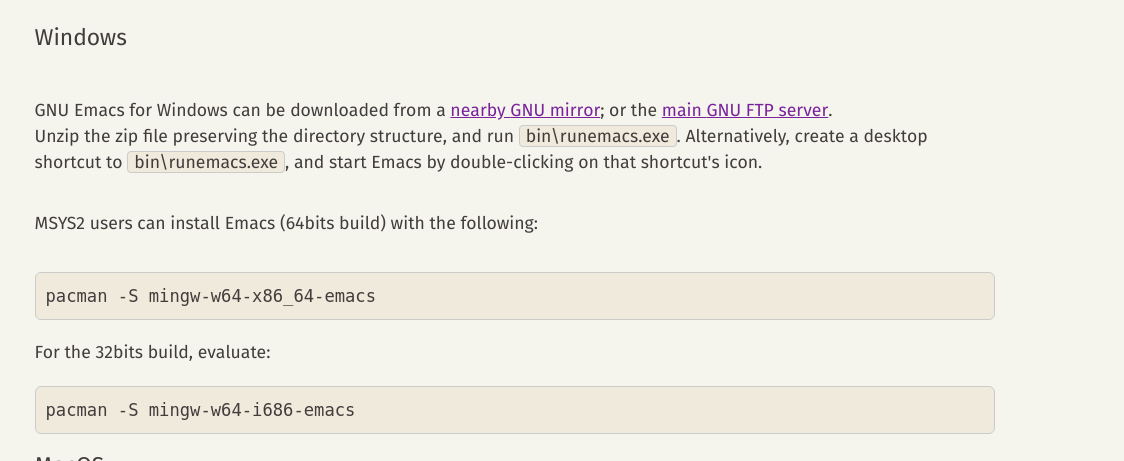 Windows
GNU Emacs for Windows can be downloaded from a nearby GNU mirror; or the main GNU FTP server.
Unzip the zip file preserving the directory structure, and run bin\runemacs.exe. Alternatively, create a desktop
shortcut to bin\runemacs.exe, and start Emacs by double-clicking on that shortcut's icon.
MSYS2 users can install Emacs (64bits build) with the following:
pacman -S mingw-w64-x86_64-emacs
For the 32bits build, evaluate:
pacman -S mingw-w64-i686-emacs
MacOS